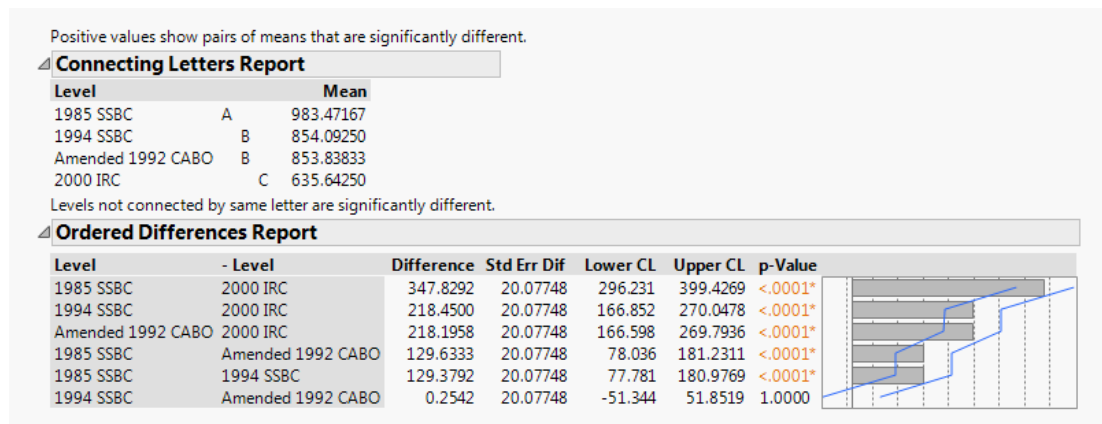 Positive values show pairs of means that are significantly different.
Connecting Letters Report
Level Mean
1985 SSBC A 983.47167
1994 SSBC B 854.09250
Amended 1992 CABO B 853.83833
2000 IRC C 635.64250
Levels not connected by same letter are significantly different.
Ordered Differences Report
Level - Level Difference Std Err Dif Lower CL Upper CL p-Value
1985 SSBC 2000 IRC 347.8292 20.07748 296.231 399.4269 <.0001*
1994 SSBC 2000 IRC 218.4500 20.07748 166.852 270.0478 <.0001*
Amended 1992 CABO 2000 IRC 218.1958 20.07748 166.598 269.7936 <.0001*
1985 SSBC Amended 1992 CABO 129.6333 20.07748 78.036 181.2311 <.0001*
1985 SSBC 1994 SSBC 129.3792 20.07748 77.781 180.9769 <.0001*
1994 SSBC Amended 1992 CABO 0.2542 20.07748 -51.344 51.8519 1.0000